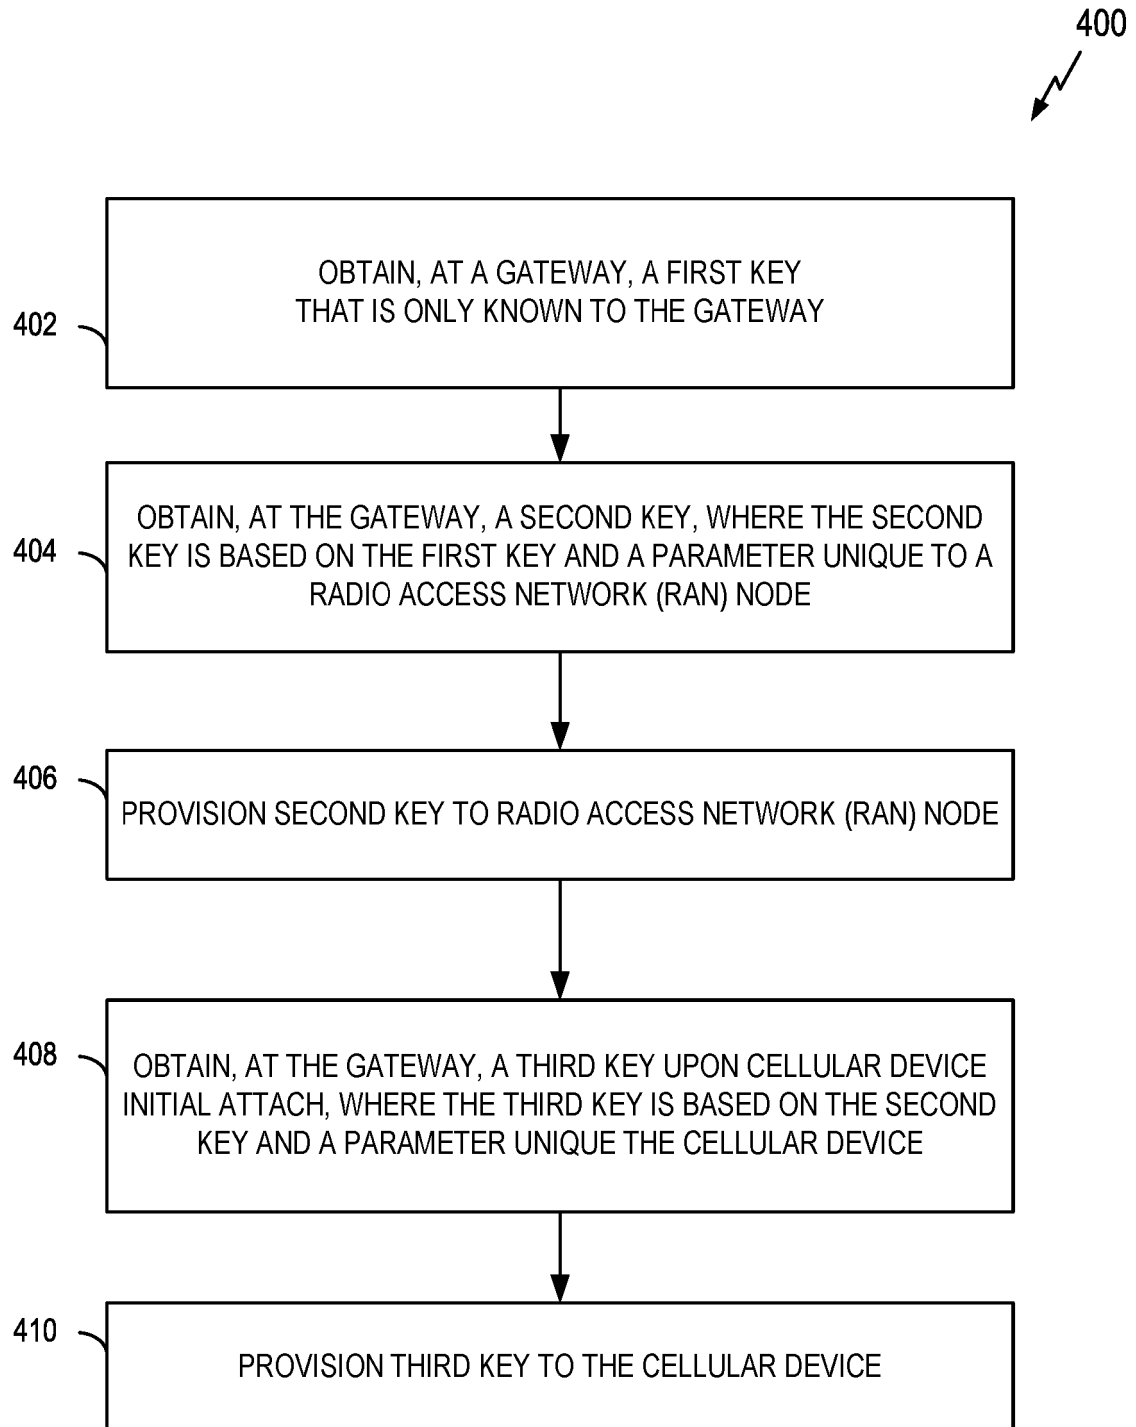 400
OBTAIN, AT A GATEWAY, A FIRST KEY
THAT IS ONLY KNOWN TO THE GATEWAY
402
OBTAIN, AT THE GATEWAY, A SECOND KEY, WHERE THE SECOND
KEY IS BASED ON THE FIRST KEY AND A PARAMETER UNIQUE TO A
RADIO ACCESS NETWORK (RAN) NODE
404
406
PROVISION SECOND KEY TO RADIO ACCESS NETWORK (RAN) NODE
408
OBTAIN, AT THE GATEWAY, A THIRD KEY UPON CELLULAR DEVICE
INITIAL ATTACH, WHERE THE THIRD KEY IS BASED ON THE SECOND
KEY AND A PARAMETER UNIQUE THE CELLULAR DEVICE
410
PROVISION THIRD KEY TO THE CELLULAR DEVICE